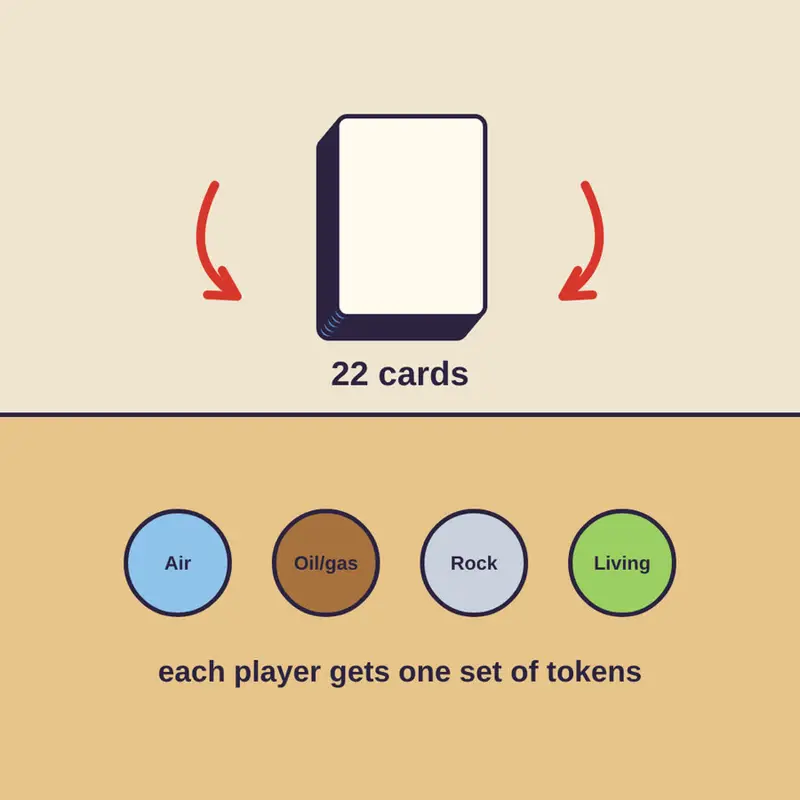 22 cards
Air
Oil/gas
Rock
Living
each player gets one set of tokens